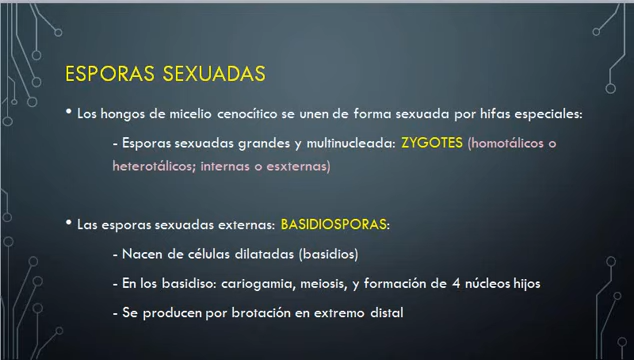 ESPORAS SEXUADAS
• Los hongos de micelio cenocítico se unen de forma sexuada por hifas especiales:
- Esporas sexuadas grandes y multinucleada: ZYGOTES (homotálicos o
heterotálicos; internas o esxternas)
• Las esporas sexuadas externas: BASIDIOSPORAS:
- Nacen de células dilatadas (basidios)
- En los basidiso: cariogamia, meiosis, y formación de 4 núcleos hijos
- Se producen por brotación en extremo distal